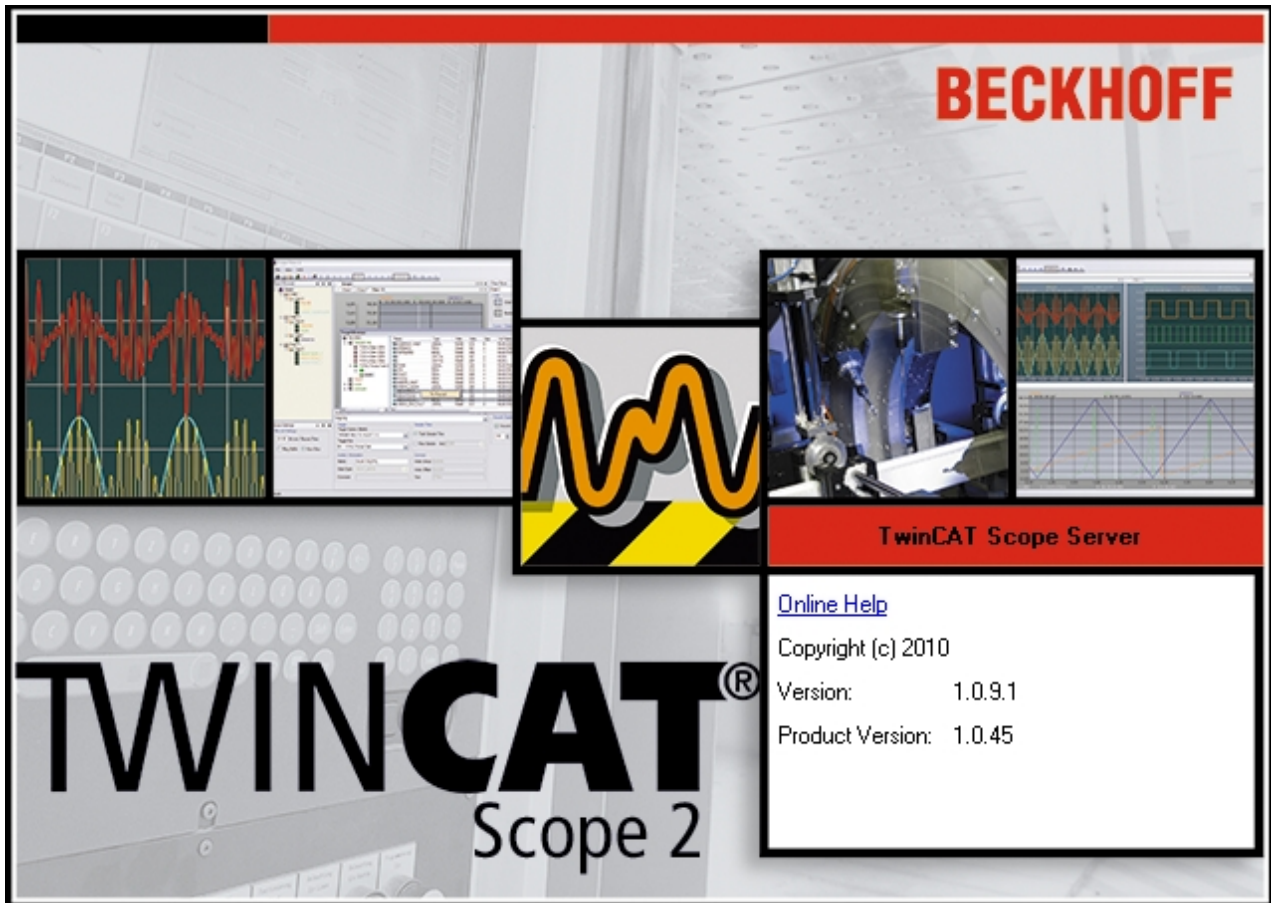 BECKHOFF
TwinCAT Scope Server
Online Help
Copyright (c) 2010
Version: 1.0.9.1
Product Version: 1.0.45
TWINCAT®
Scope 2